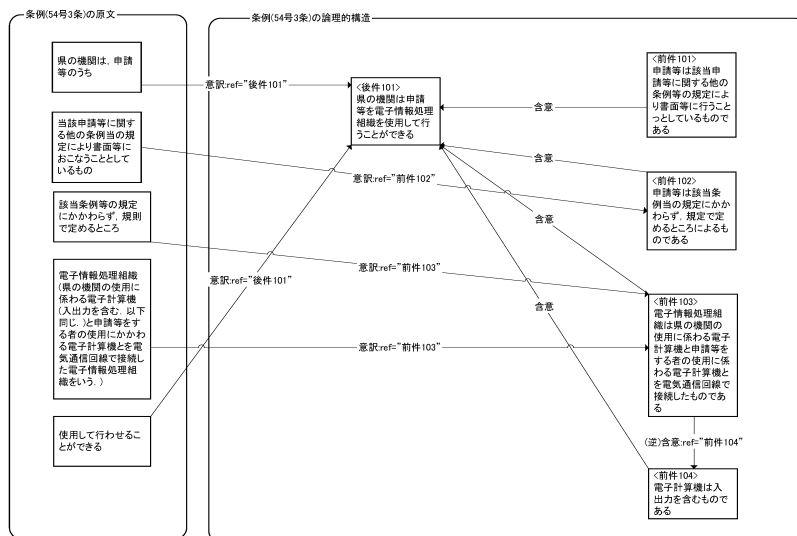 条例(54号3条)の原文
県の機関は、申請
等のうち
当該申請等に関
する他の条例当の規
定により書面等に
おこなうこととして
いるもの
該当条例等の規定
にかかわらず、規則
で定めるところ
電子情報処理組織
(県の機関の使用に
係わる電子計算機
(入出力を含む. 以下
同じ. )と申請等をす
る者の使用にかかわ
る電子計算機とを電
気通信回線で接続し
た電子情報処理組
織をいう. )
使用して行わせるこ
とができる
条例(54号3条)の論理的構造
意訳:ref="後件101"
意訳:ref="前件102"
意訳:ref="前件103"
意訳:ref="後件101"
意訳:ref="前件103"
<後件101>
県の機関は申請
等を電子情報処理
組織を使用して行
うことができる
含意
含意
含意
含意
<前件101>
申請等は該当申
請等に関する他の
条例等の規定によ
り書面等に行うこと
っとしているもので
ある
<前件102>
申請等は該当条
例当の規定にかか
わらず、規定で定
めるところによるも
のである
<前件103>
電子情報処理組
織は県の機関の
使用に係わる電子
計算機と申請等を
する者の使用に係
わる電子計算機と
を電気通信回線で
接続したものであ
る
(逆)含意:ref="前件104"
<前件104>
電子計算機は入
出力を含むもので
ある